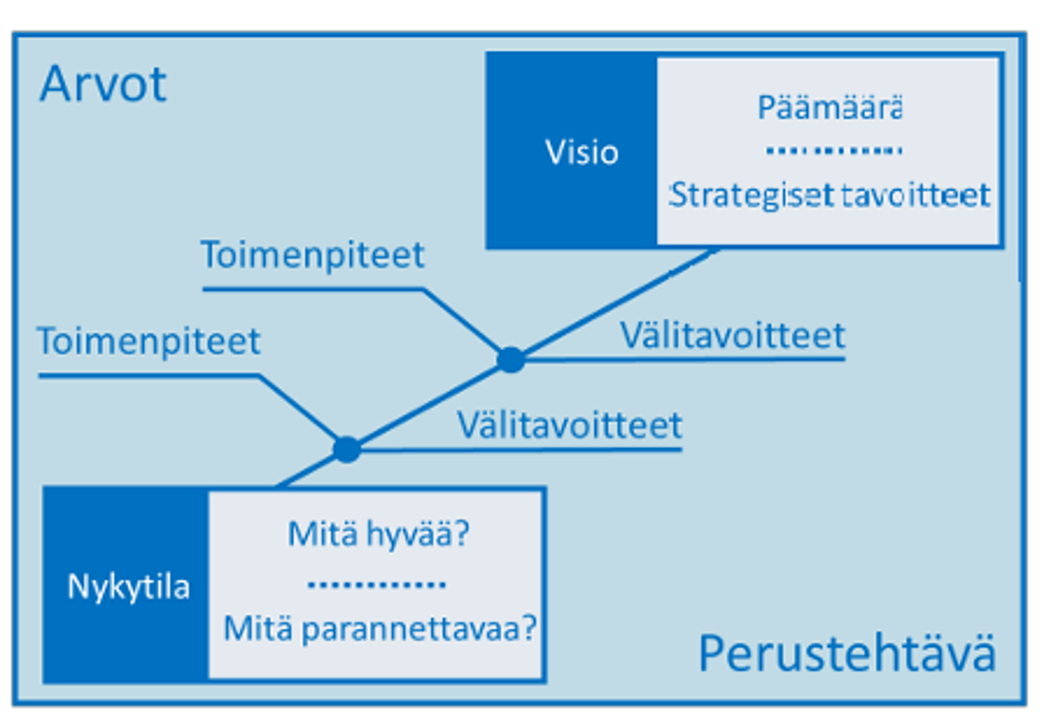 Arvot
Visio
Päämäärä
Strategiset tavoitteet
Toimenpiteet
Toimenpiteet
Välitavoitteet
Välitavoitteet
Nykytila
Mitä hyvää?
Mitä parannettavaa?
Perustehtävä